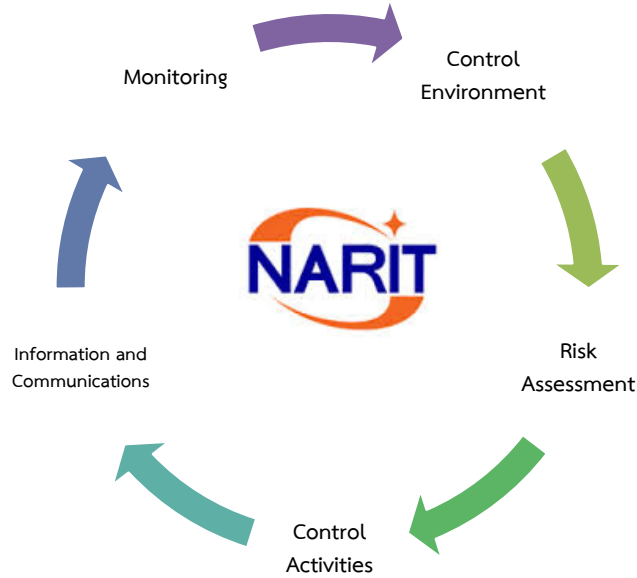 Monitoring
Control
Environment
NARIT
Risk
Assessment
Control
Activities
Information and
Communications